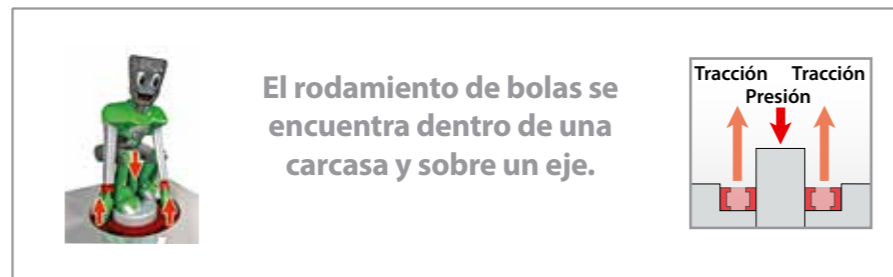 El rodamiento de bolas se
encuentra dentro de una
carcasa y sobre un eje.
Tracción Tracción
Presión